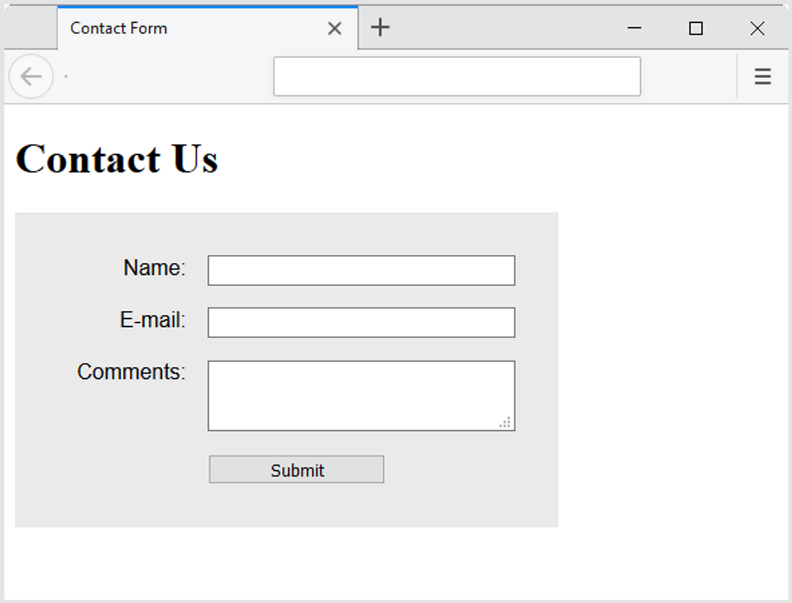 Contact Form
Contact Us
Name:
E-mail:
Comments:
Submit